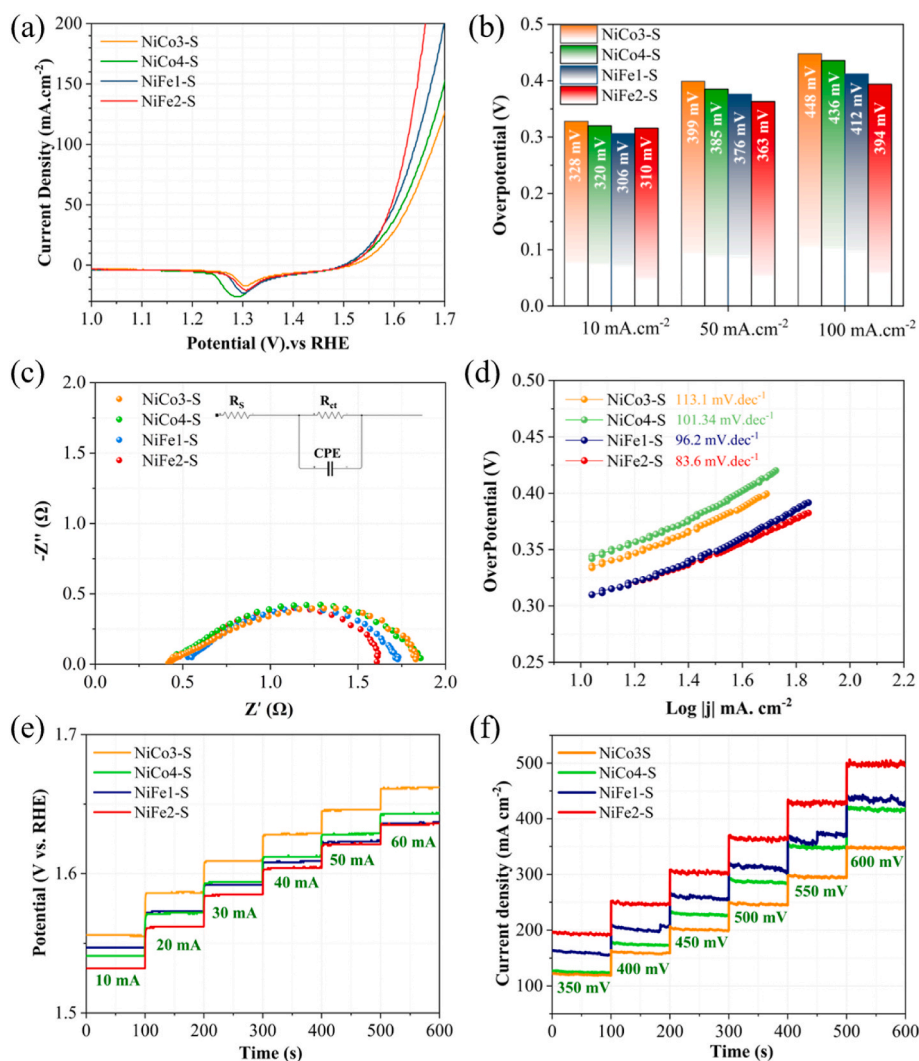 (a)
200
150
100
50
0
Current Density (mA.cm-2)
NiCo3-S
NiCo4-S
NiFe1-S
NiFe2-S
1.0 1.1 1.2 1.3 1.4 1.5 1.6 1.7
Potential (V).vs RHE
(b)
0.5
0.4
0.3
0.2
0.1
0.0
Overpotential (V)
NiCo3-S
NiCo4-S
NiFe1-S
NiFe2-S
328 mV
320 mV
306 mV
310 mV
399 mV
385 mV
376 mV
363 mV
448 mV
436 mV
412 mV
394 mV
10 mA.cm-2 50 mA.cm-2 100 mA.cm-2
(c)
2.0
1.5
1.0
0.5
0.0
-Z" (Ω)
NiCo3-S
NiCo4-S
NiFe1-S
NiFe2-S
RS
Rct
CPE
0.0 0.5 1.0 1.5 2.0
Z' (Ω)
(d)
0.50
0.45
0.40
0.35
0.30
0.25
OverPotential (V)
NiCo3-S 113.1 mV.dec-1
NiCo4-S 101.34 mV.dec-1
NiFe1-S 96.2 mV.dec-1
NiFe2-S 83.6 mV.dec-1
1.0 1.2 1.4 1.6 1.8 2.0 2.2
Log |j| mA. cm-2
(e)
1.7
1.6
1.5
Potential (V vs. RHE)
NiCo3-S
NiCo4-S
NiFe1-S
NiFe2-S
10 mA
20 mA
30 mA
40 mA
50 mA
60 mA
0 100 200 300 400 500 600
Time (s)
(f)
500
400
300
200
100
Current density (mA cm-2)
NiCo3S
NiCo4-S
NiFe1-S
NiFe2-S
350 mV
400 mV
450 mV
500 mV
550 mV
600 mV
0 100 200 300 400 500 600
Time (s)